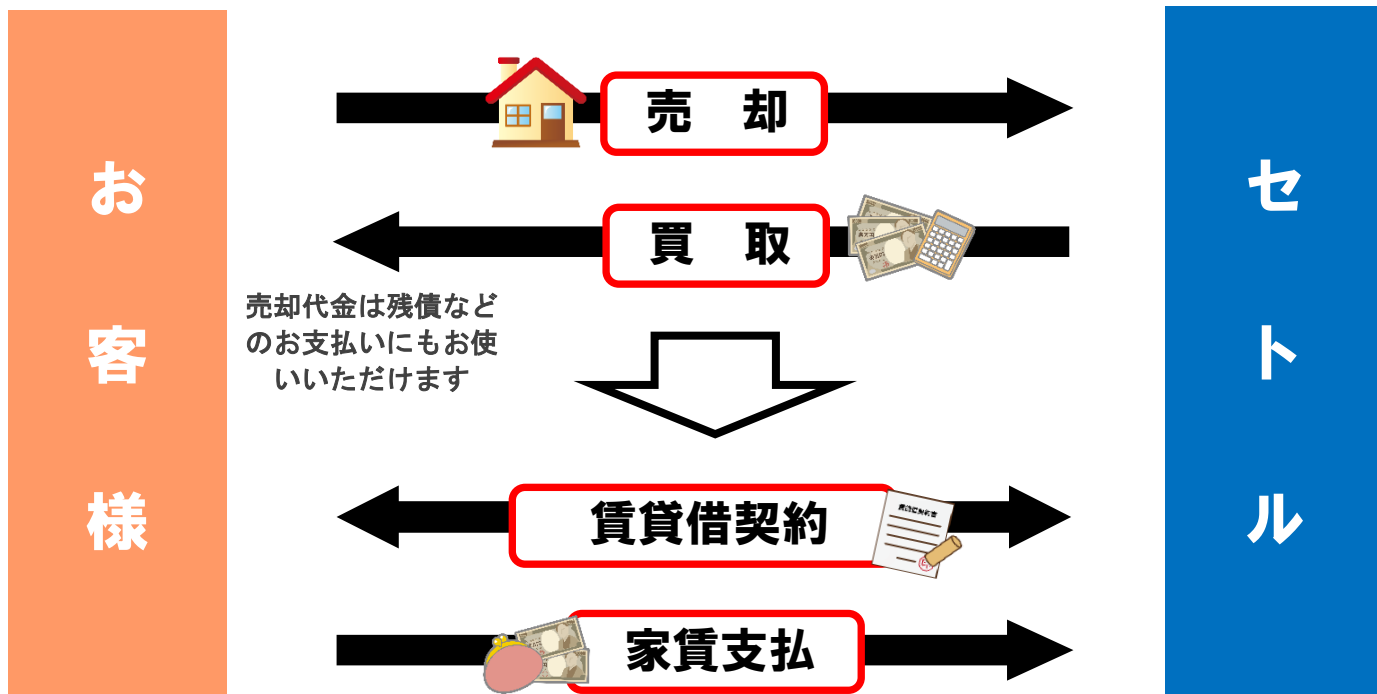 お客様
セトル
売 却
買 取
売却代金は残債など
のお支払いにもお使
いいただけます
賃貸借契約
家賃支払